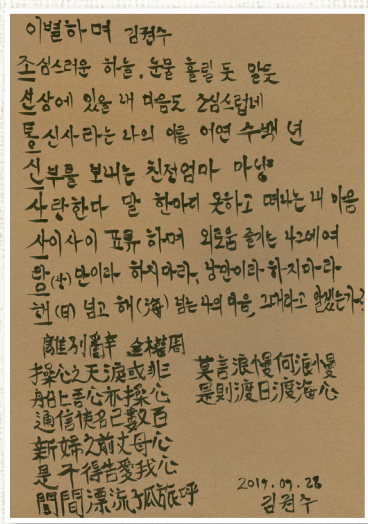 이별하며 김권주
조심스러운 하늘, 눈물 흘릴 듯 말듯
선상에 있을 내 마음도 조심스럽네
통신사라는 나의 이름 어연 수백 년
신부를 보내는 친정엄마 마냥
사랑한다 말 한마디 못하고 떠나는 내 마음
사이사이 표류하며 외로움 즐기는 나그네여
낭(浪)만이라 하지마라, 낭만이라 하지마라
해(日) 넘고 해(海) 넘는 나의 마음, 그대라고 알겠는가?
離別辭 金權周
操心之天淚或非
船上吾心亦操心
通信使名已數百
新婦之前丈母心
是不得告愛我心
間間漂流孤旅呼
莫言浪慢何浪慢
是則渡日渡海心
2019.09.28
김권주